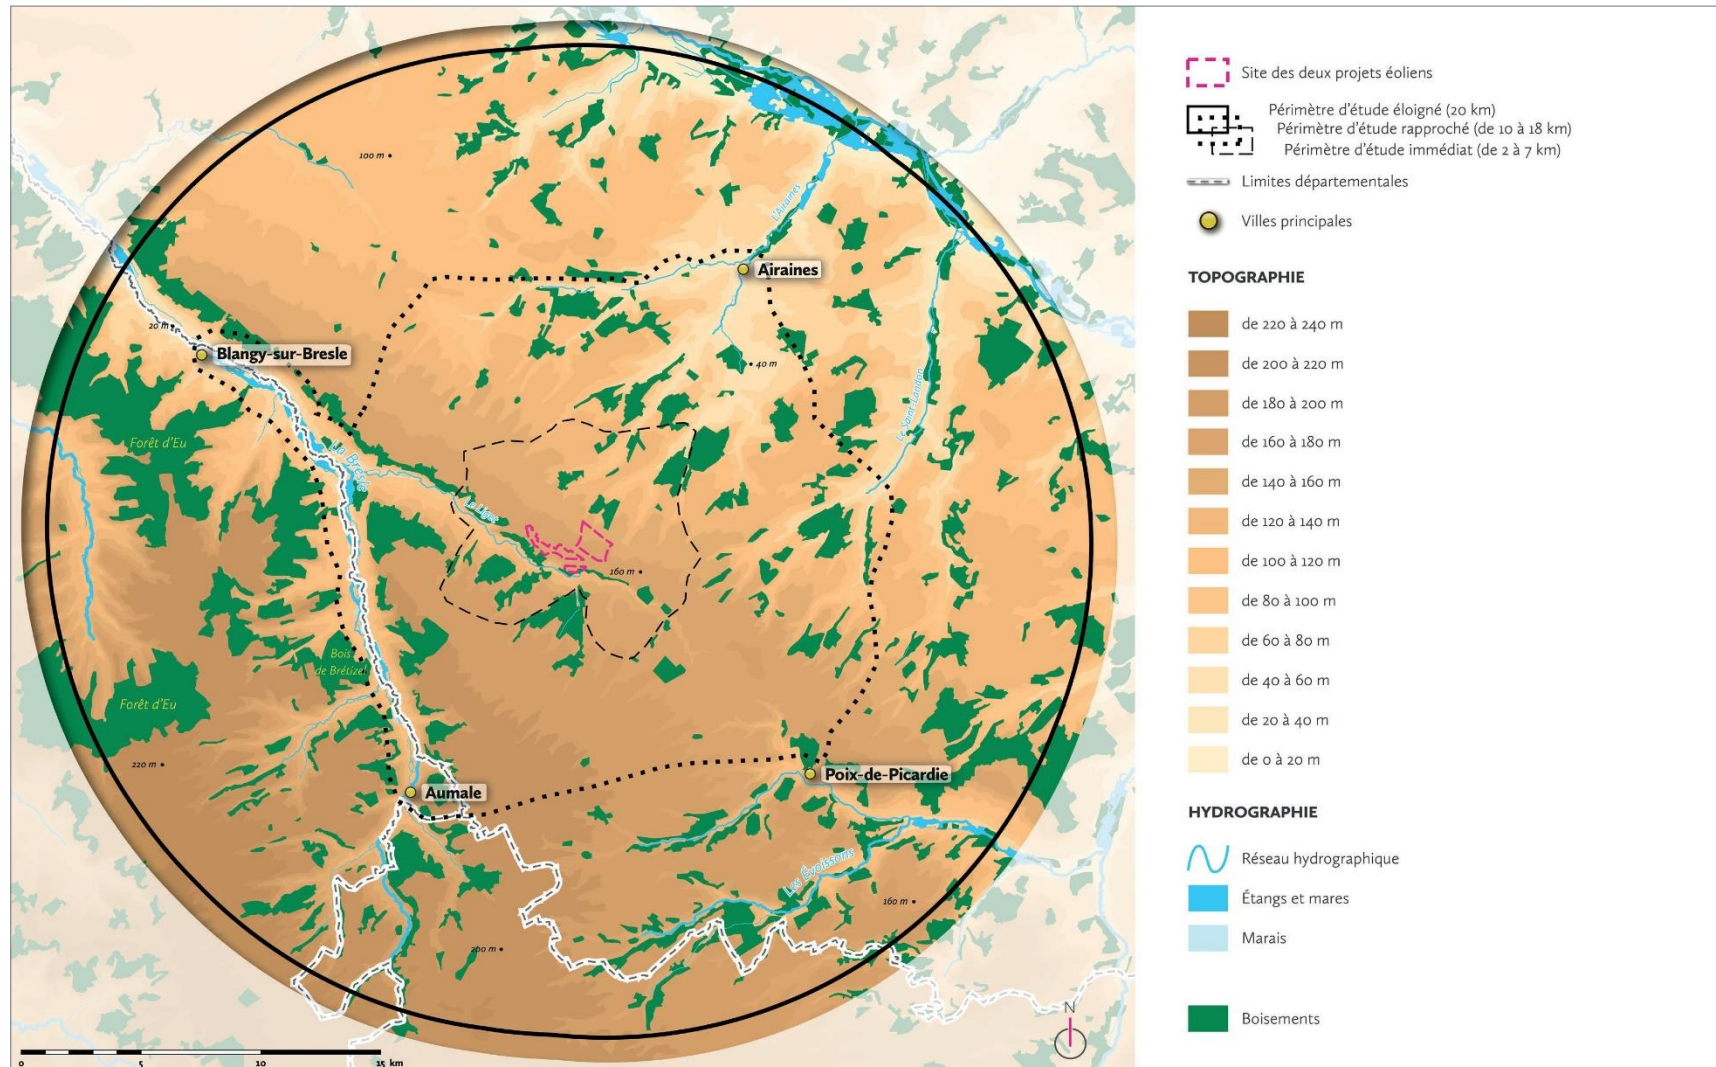 100 m
L'Airaines
Airaines
20 m
Blangy-sur-Bresle
40 m
Le Saint-Landon
Forêt d'Eu
La Bresle
Le Liger
160 m
Bois
de Brétizel
Forêt d'Eu
220 m
Poix-de-Picardie
Aumale
Les Évoissons
160 m
200 m
N
0 5 10 15 km
Site des deux projets éoliens
Périmètre d'étude éloigné (20 km)
Périmètre d'étude rapproché (de 10 à 18 km)
Périmètre d'étude immédiat (de 2 à 7 km)
Limites départementales
Villes principales
TOPOGRAPHIE
de 220 à 240 m
de 200 à 220 m
de 180 à 200 m
de 160 à 180 m
de 140 à 160 m
de 120 à 140 m
de 100 à 120 m
de 80 à 100 m
de 60 à 80 m
de 40 à 60 m
de 20 à 40 m
de 0 à 20 m
HYDROGRAPHIE
Réseau hydrographique
Étangs et mares
Marais
Boisements